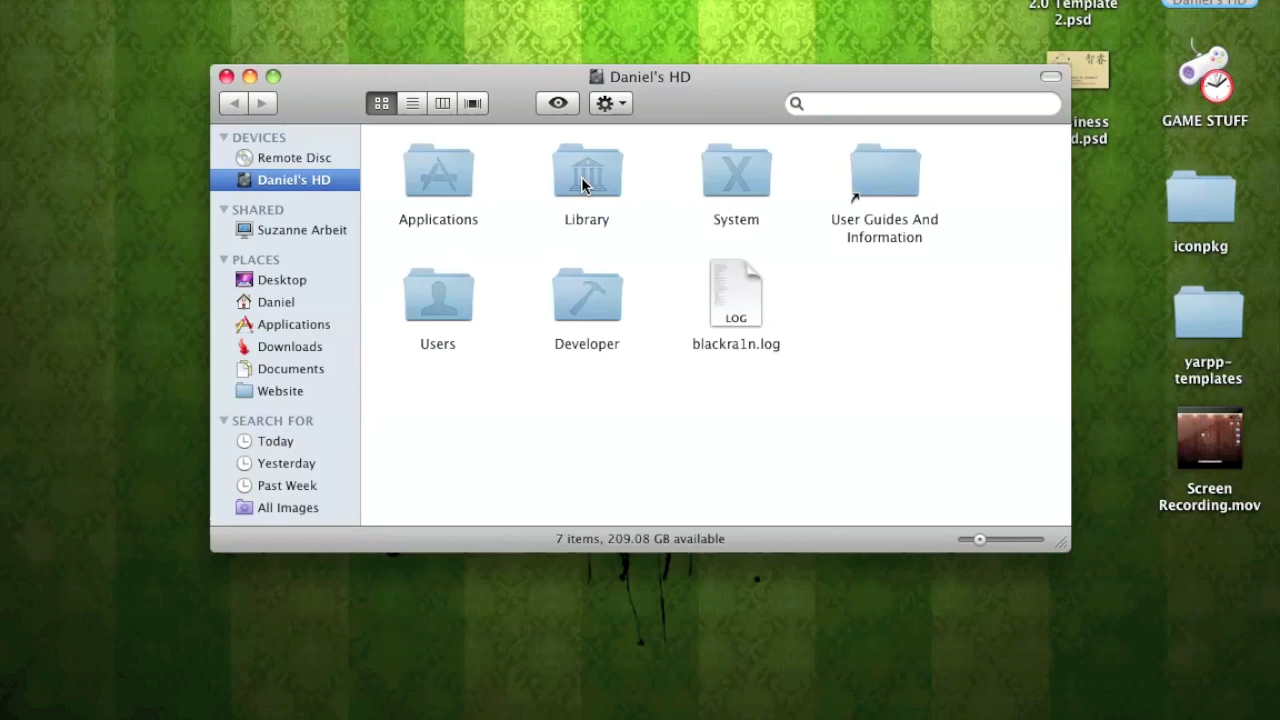 2.0 Template
2.psd
Daniel's HD
Daniel's HD
GAME STUFF
iness
d.psd
DEVICES
Remote Disc
Daniel's HD
SHARED
Suzanne Arbeit
PLACES
Desktop
Daniel
Applications
Downloads
Documents
Website
SEARCH FOR
Today
Yesterday
Past Week
All Images
Applications
Library
X
System
User Guides And
Information
Users
Developer
LOG
blackra1n.log
7 items, 209.08 GB available
iconpkg
yarpp-
templates
Screen
Recording.mov